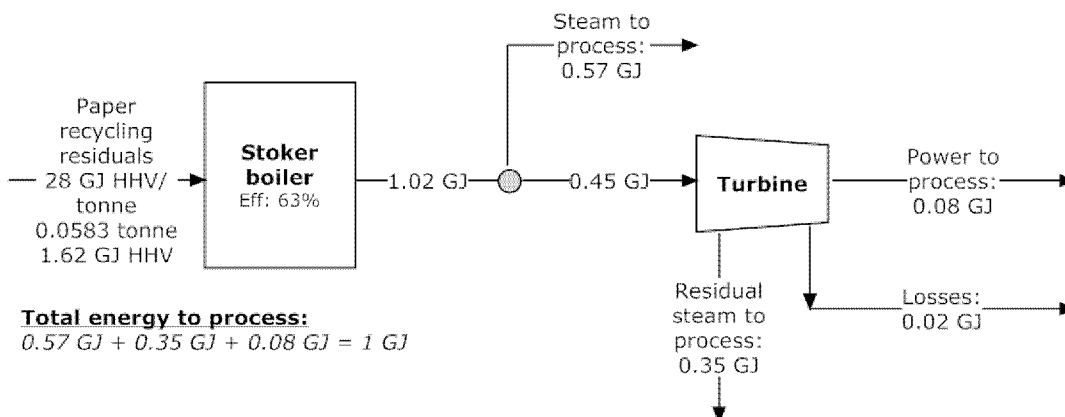 Steam to
process:
0.57 GJ
Paper
recycling
residuals
28 GJ HHV/
tonne
0.0583 tonne
1.62 GJ HHV
Stoker
boiler
Eff: 63%
1.02 GJ
0.45 GJ
Turbine
Power to
process:
0.08 GJ
Residual
steam to
process:
0.35 GJ
Losses:
0.02 GJ
Total energy to process:
0.57 GJ + 0.35 GJ + 0.08 GJ = 1 GJ